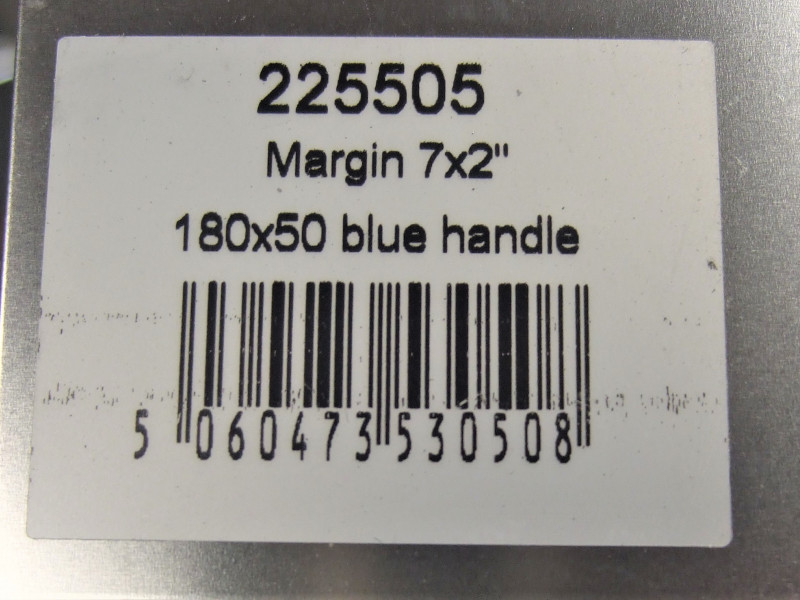 225505
Margin 7x2"
180x50 blue handle
5 060473 530508